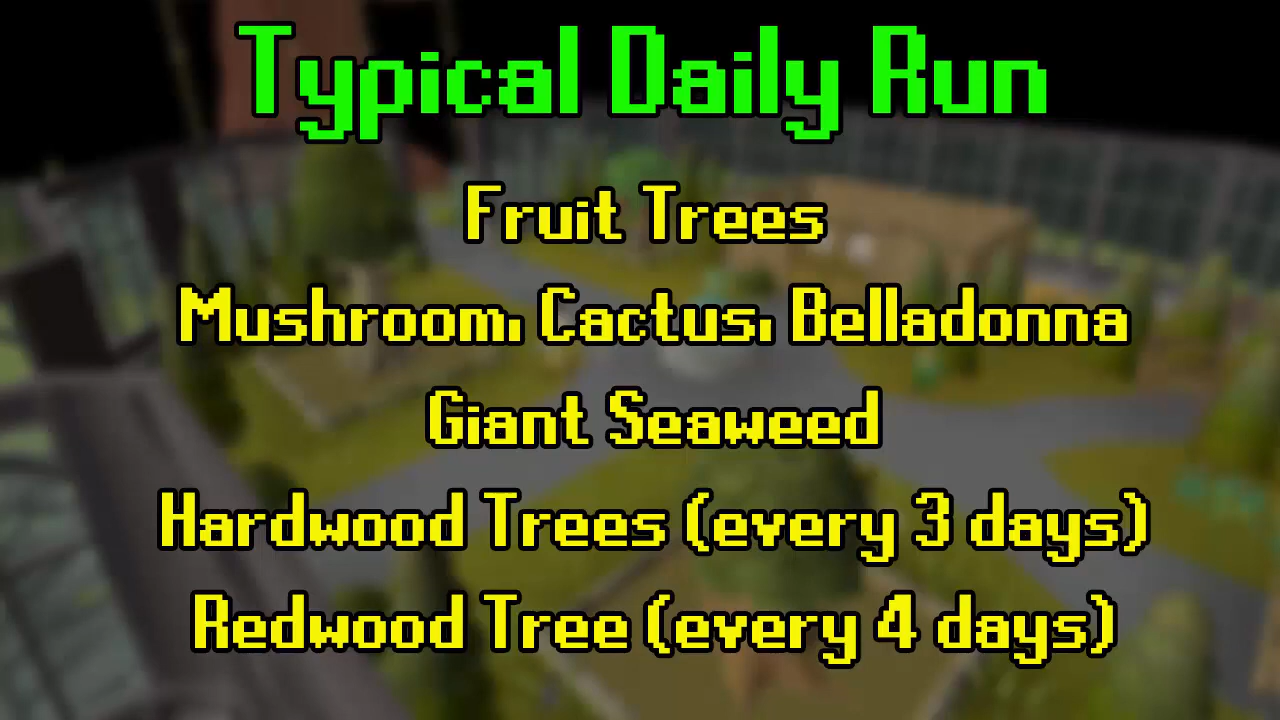 Typical Daily Run
Fruit Trees
Mushroom, Cactus, Belladonna
Giant Seaweed
Hardwood Trees (every 3 days)
Redwood Tree (every 4 days)